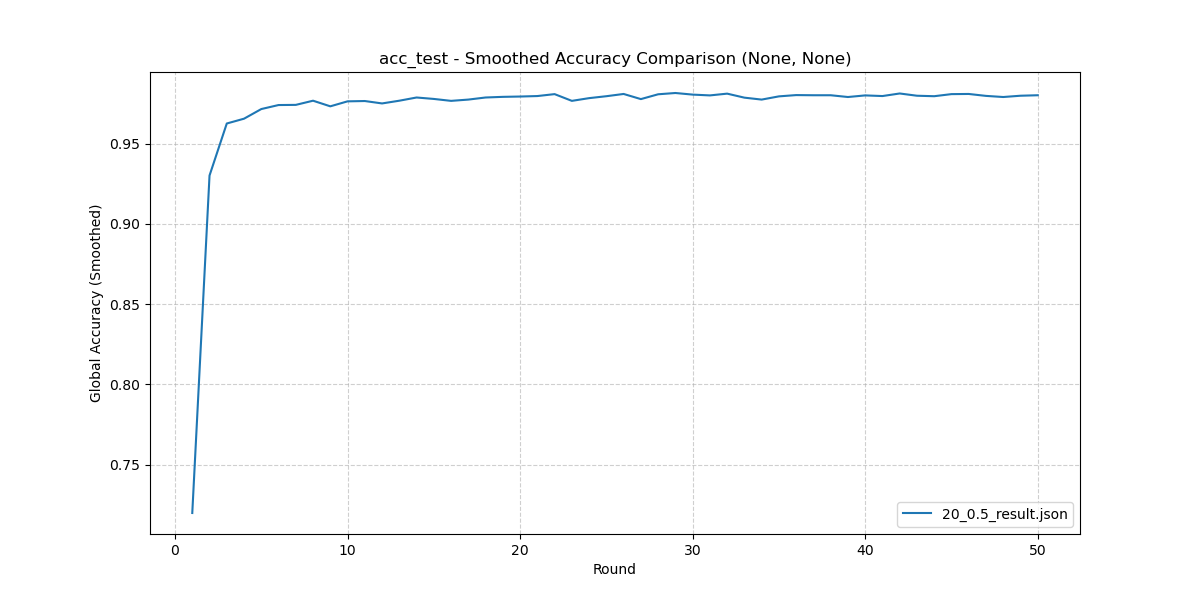 acc_test - Smoothed Accuracy Comparison (None, None)
Global Accuracy (Smoothed)
0.95
0.90
0.85
0.80
0.75
20_0.5_result.json
0 10 20 30 40 50
Round